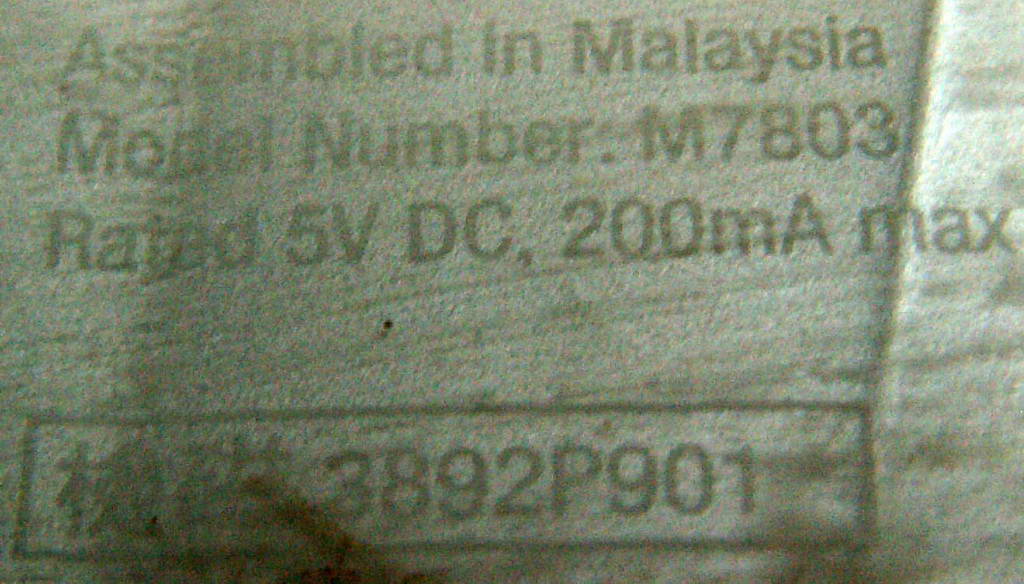 Assembled in Malaysia
Model Number: M7803
Rated 5V DC, 200mA max
3892P901